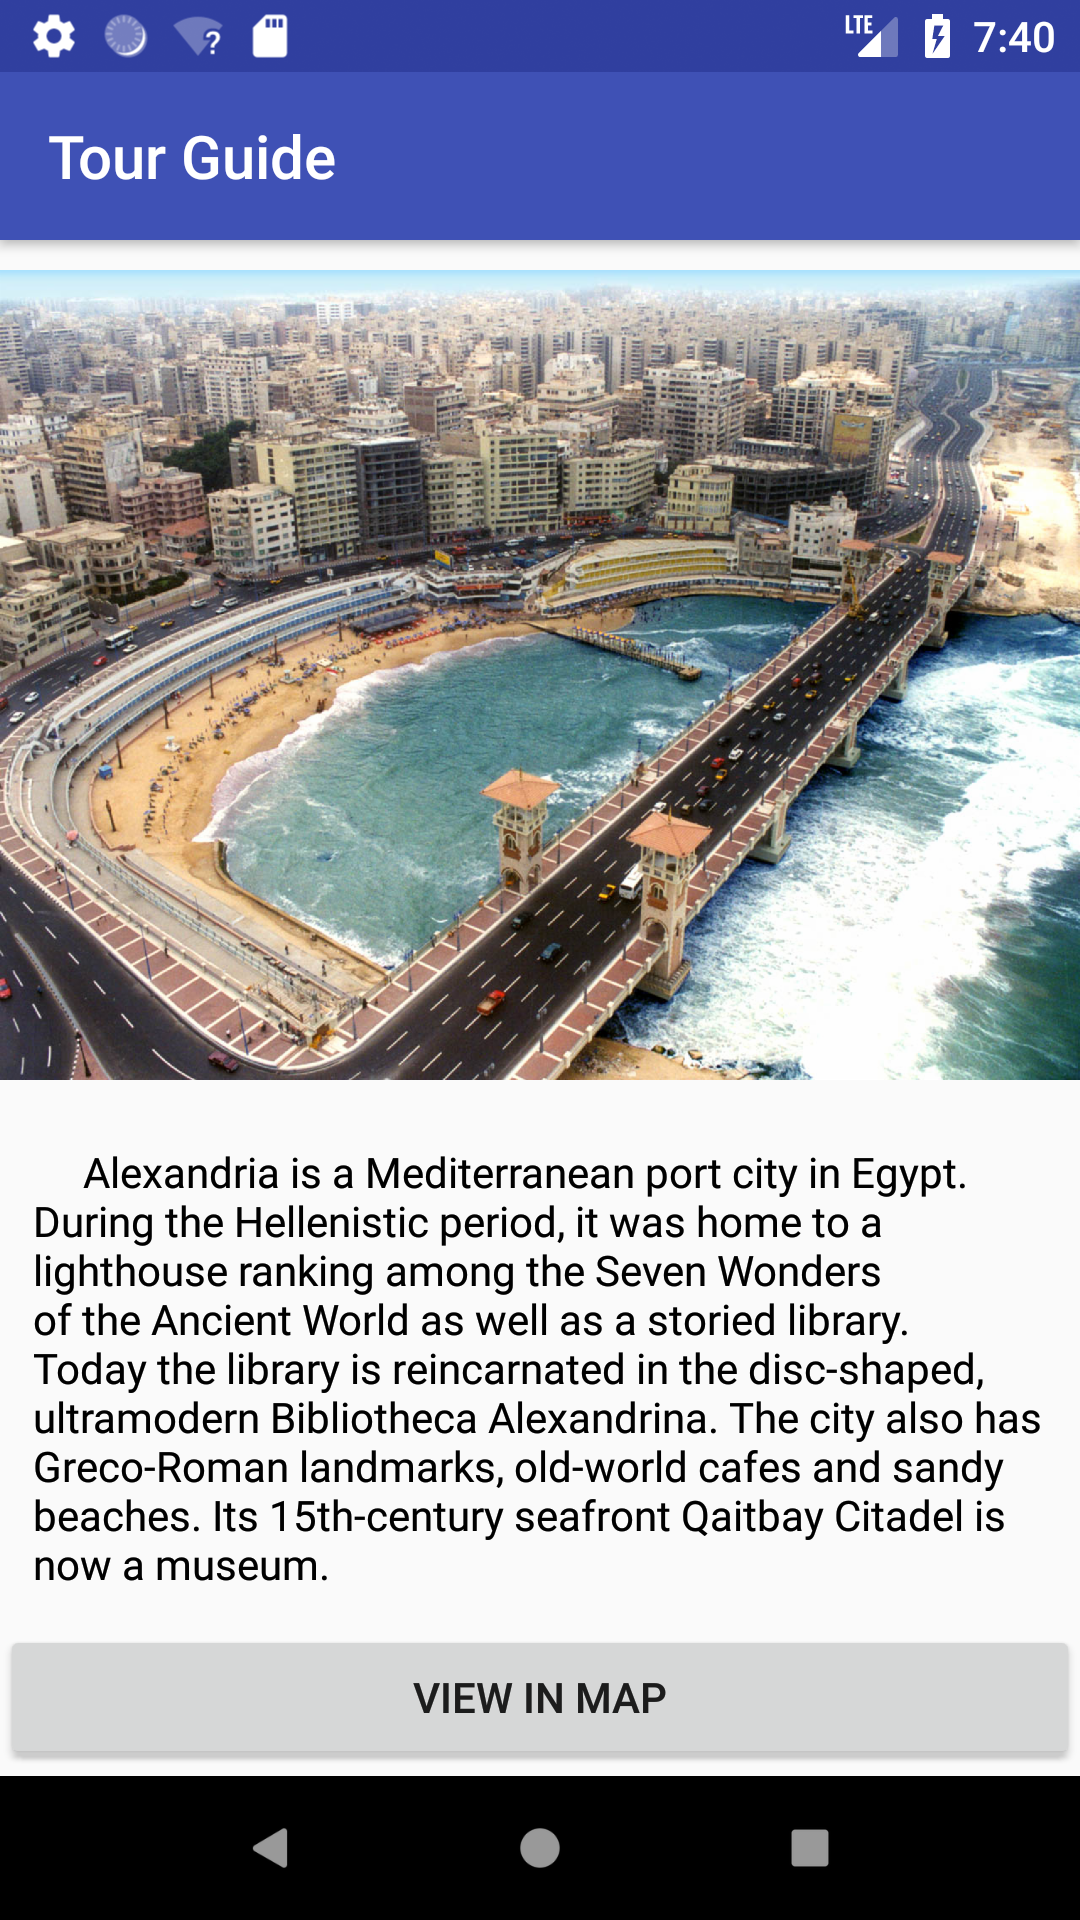 LTE 7:40
Tour Guide
Alexandria is a Mediterranean port city in Egypt.
During the Hellenistic period, it was home to a
lighthouse ranking among the Seven Wonders
of the Ancient World as well as a storied library.
Today the library is reincarnated in the disc-shaped,
ultramodern Bibliotheca Alexandrina. The city also has
Greco-Roman landmarks, old-world cafes and sandy
beaches. Its 15th-century seafront Qaitbay Citadel is
now a museum.
VIEW IN MAP